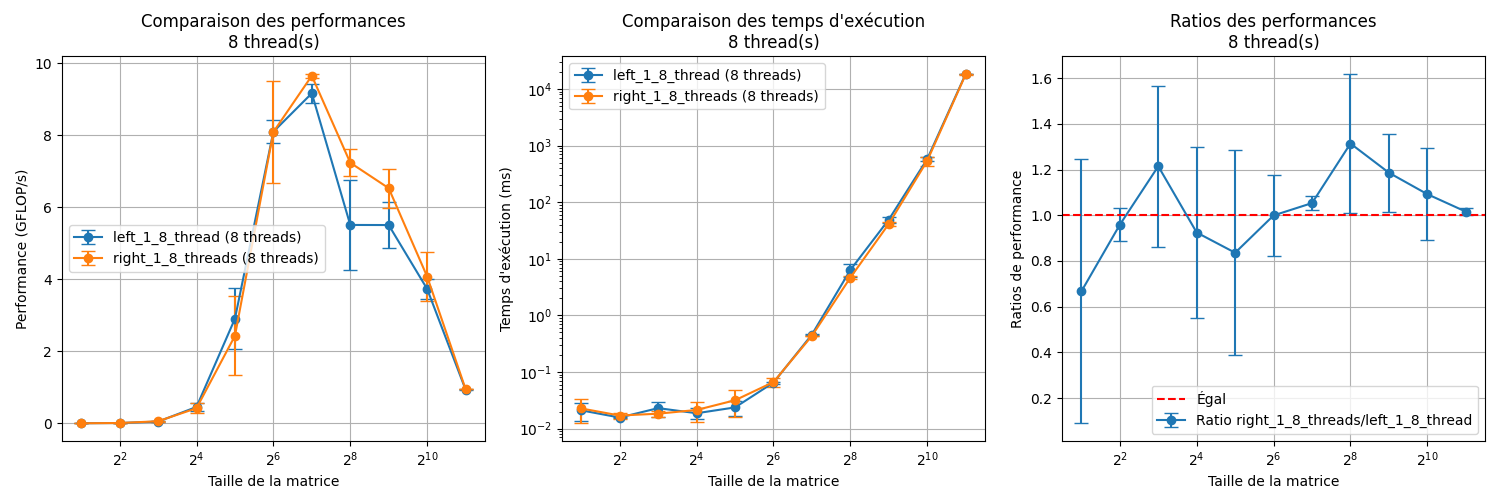 Comparaison des performances
8 thread(s)
Performance (GFLOP/s)
10
8
6
4
2
0
left_1_8_thread (8 threads)
right_1_8_threads (8 threads)
2^2
2^4
2^6
2^8
2^10
Taille de la matrice
Comparaison des temps d'exécution
8 thread(s)
Temps d'exécution (ms)
left_1_8_thread (8 threads)
right_1_8_threads (8 threads)
10^4
10^3
10^2
10^1
10^0
10^-1
10^-2
2^2
2^4
2^6
2^8
2^10
Taille de la matrice
Ratios des performances
8 thread(s)
Ratios de performance
1.6
1.4
1.2
1.0
0.8
0.6
0.4
0.2
Égal
Ratio right_1_8_threads/left_1_8_thread
2^2
2^4
2^6
2^8
2^10
Taille de la matrice